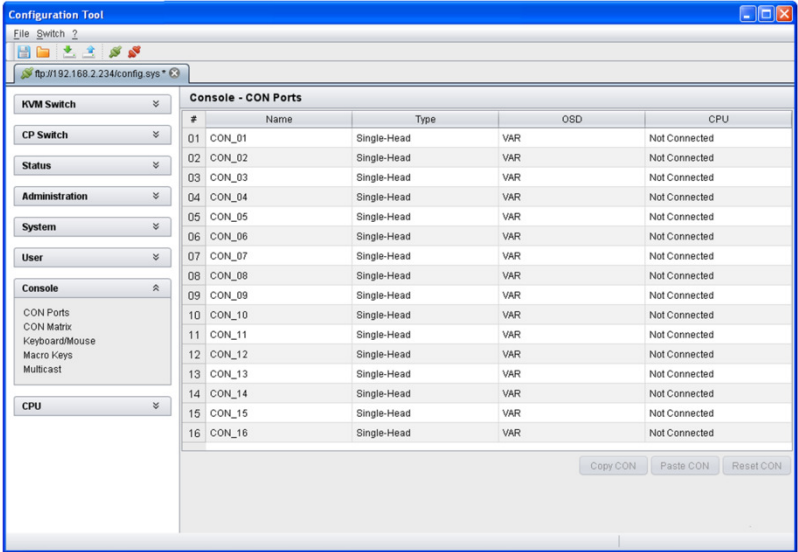 Configuration Tool
File Switch ?
ftp://192.168.2.234/config.sys *
KVM Switch
CP Switch
Status
Administration
System
User
Console
CON Ports
CON Matrix
Keyboard/Mouse
Macro Keys
Multicast
CPU
Console - CON Ports
# Name Type OSD CPU
01 CON_01 Single-Head VAR Not Connected
02 CON_02 Single-Head VAR Not Connected
03 CON_03 Single-Head VAR Not Connected
04 CON_04 Single-Head VAR Not Connected
05 CON_05 Single-Head VAR Not Connected
06 CON_06 Single-Head VAR Not Connected
07 CON_07 Single-Head VAR Not Connected
08 CON_08 Single-Head VAR Not Connected
09 CON_09 Single-Head VAR Not Connected
10 CON_10 Single-Head VAR Not Connected
11 CON_11 Single-Head VAR Not Connected
12 CON_12 Single-Head VAR Not Connected
13 CON_13 Single-Head VAR Not Connected
14 CON_14 Single-Head VAR Not Connected
15 CON_15 Single-Head VAR Not Connected
16 CON_16 Single-Head VAR Not Connected
Copy CON Paste CON Reset CON